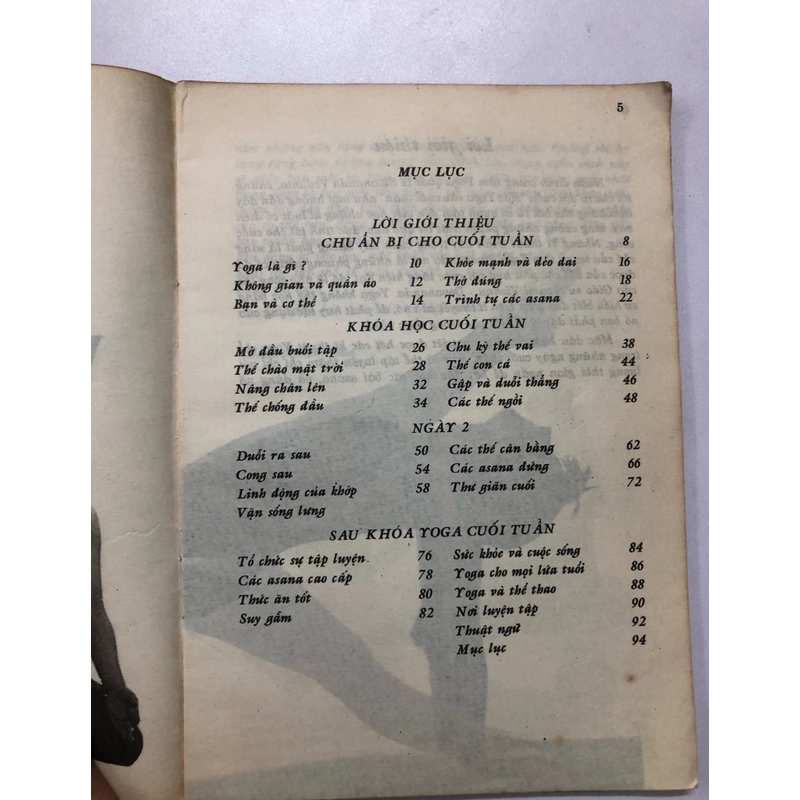 5
MỤC LỤC
LỜI GIỚI THIỆU
CHUẨN BỊ CHO CUỐI TUẦN 8
Yoga là gì ? 10 Khỏe mạnh và dẻo dai 16
Không gian và quần áo 12 Thở đúng 18
Bạn và cơ thể 14 Trình tự các asana 22
KHÓA HỌC CUỐI TUẦN
Mở đầu buổi tập 26 Chu kỳ thế vai 38
Thế chào mặt trời 28 Thế con cá 44
Nâng chân lên 32 Gập và duỗi thẳng 46
Thế chống đầu 34 Các thế ngồi 48
NGÀY 2
Duỗi ra sau 50 Các thế cân bằng 62
Cong sau 54 Các asana đứng 66
Linh động của khớp 58 Thư giãn cuối 72
Vặn sống lưng
SAU KHÓA YOGA CUỐI TUẦN
Tổ chức sự tập luyện 76 Sức khỏe và cuộc sống 84
Các asana cao cấp 78 Yoga cho mọi lứa tuổi 86
Thức ăn tốt 80 Yoga và thể thao 88
Suy gẫm 82 Nơi luyện tập 90
Thuật ngữ 92
Mục lục 94